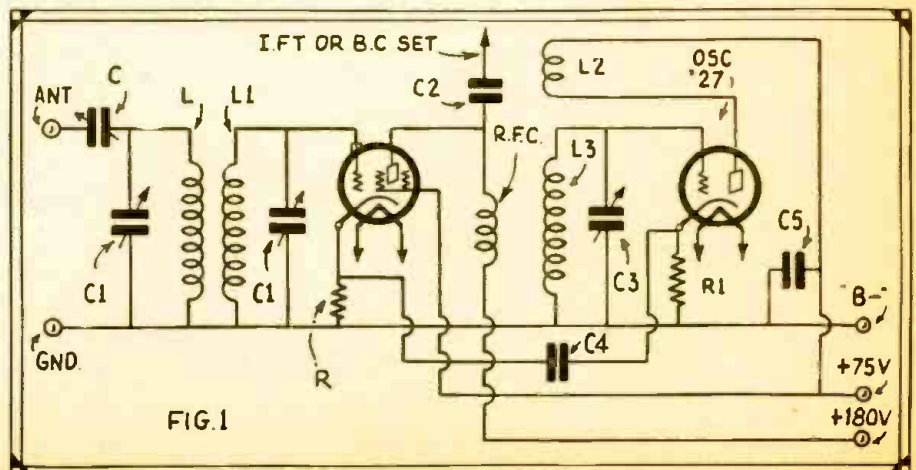 I.FT OR B.C SET
C
ANT
L
L1
C2
L2
OSC
'27
R.F.C.
L3
C1
C1
C3
R1
C5
"B-"
GND.
R
C4
+75V
+180V
FIG.1